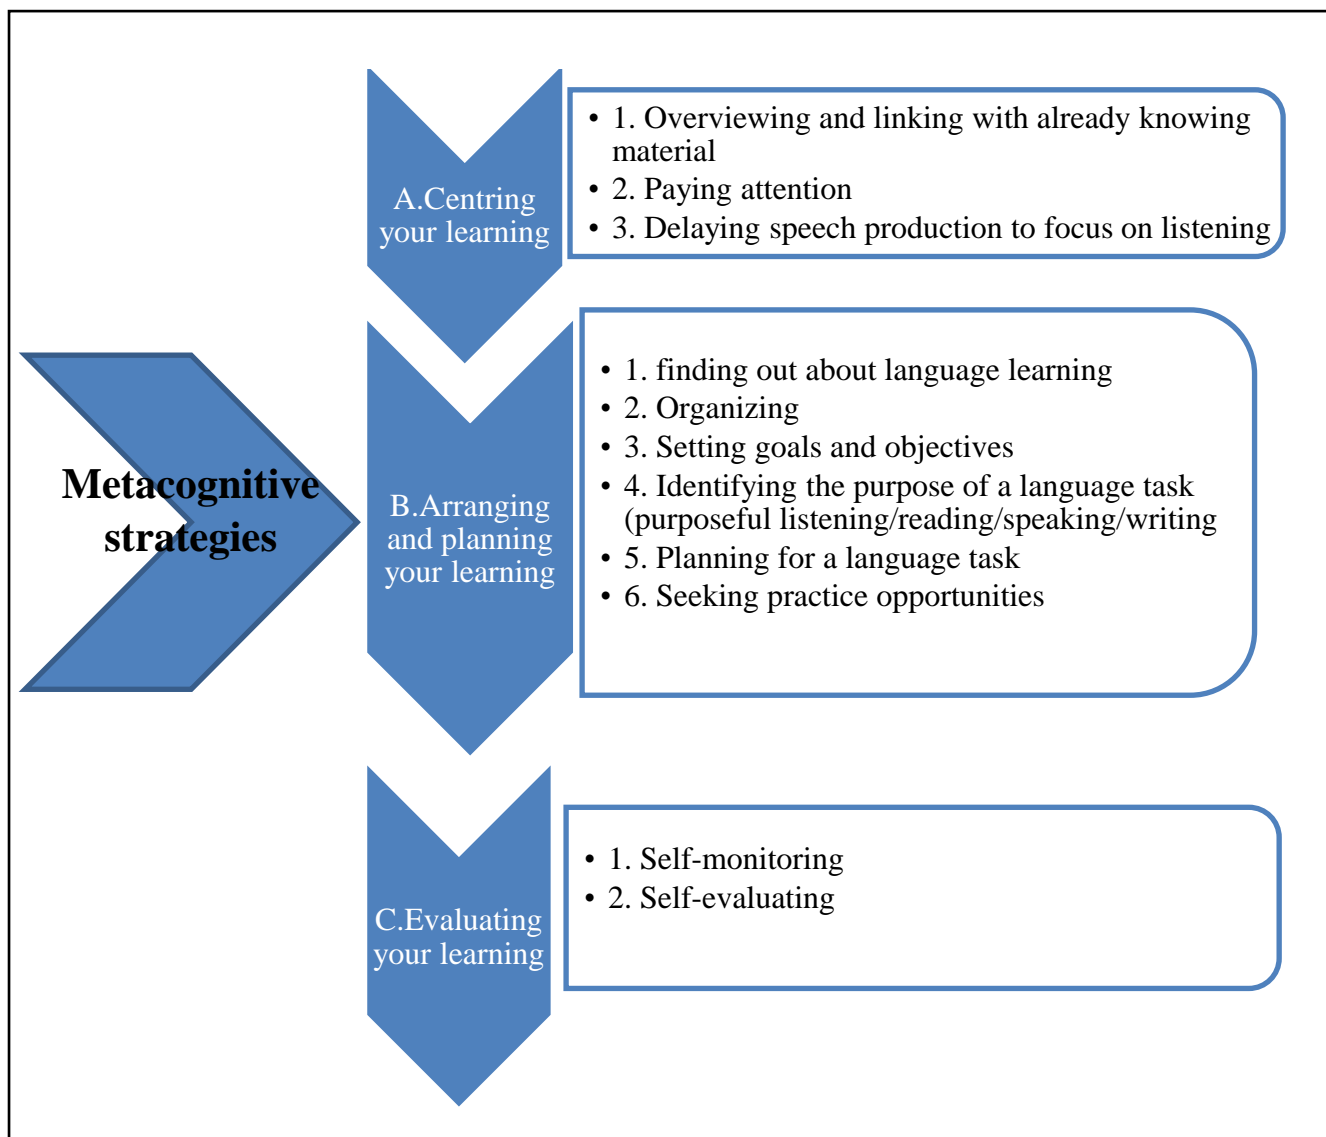 Metacognitive
strategies
A.Centring
your learning
• 1. Overviewing and linking with already knowing
material
• 2. Paying attention
• 3. Delaying speech production to focus on listening
B.Arranging
and planning
your learning
• 1. finding out about language learning
• 2. Organizing
• 3. Setting goals and objectives
• 4. Identifying the purpose of a language task
(purposeful listening/reading/speaking/writing
• 5. Planning for a language task
• 6. Seeking practice opportunities
C.Evaluating
your learning
• 1. Self-monitoring
• 2. Self-evaluating